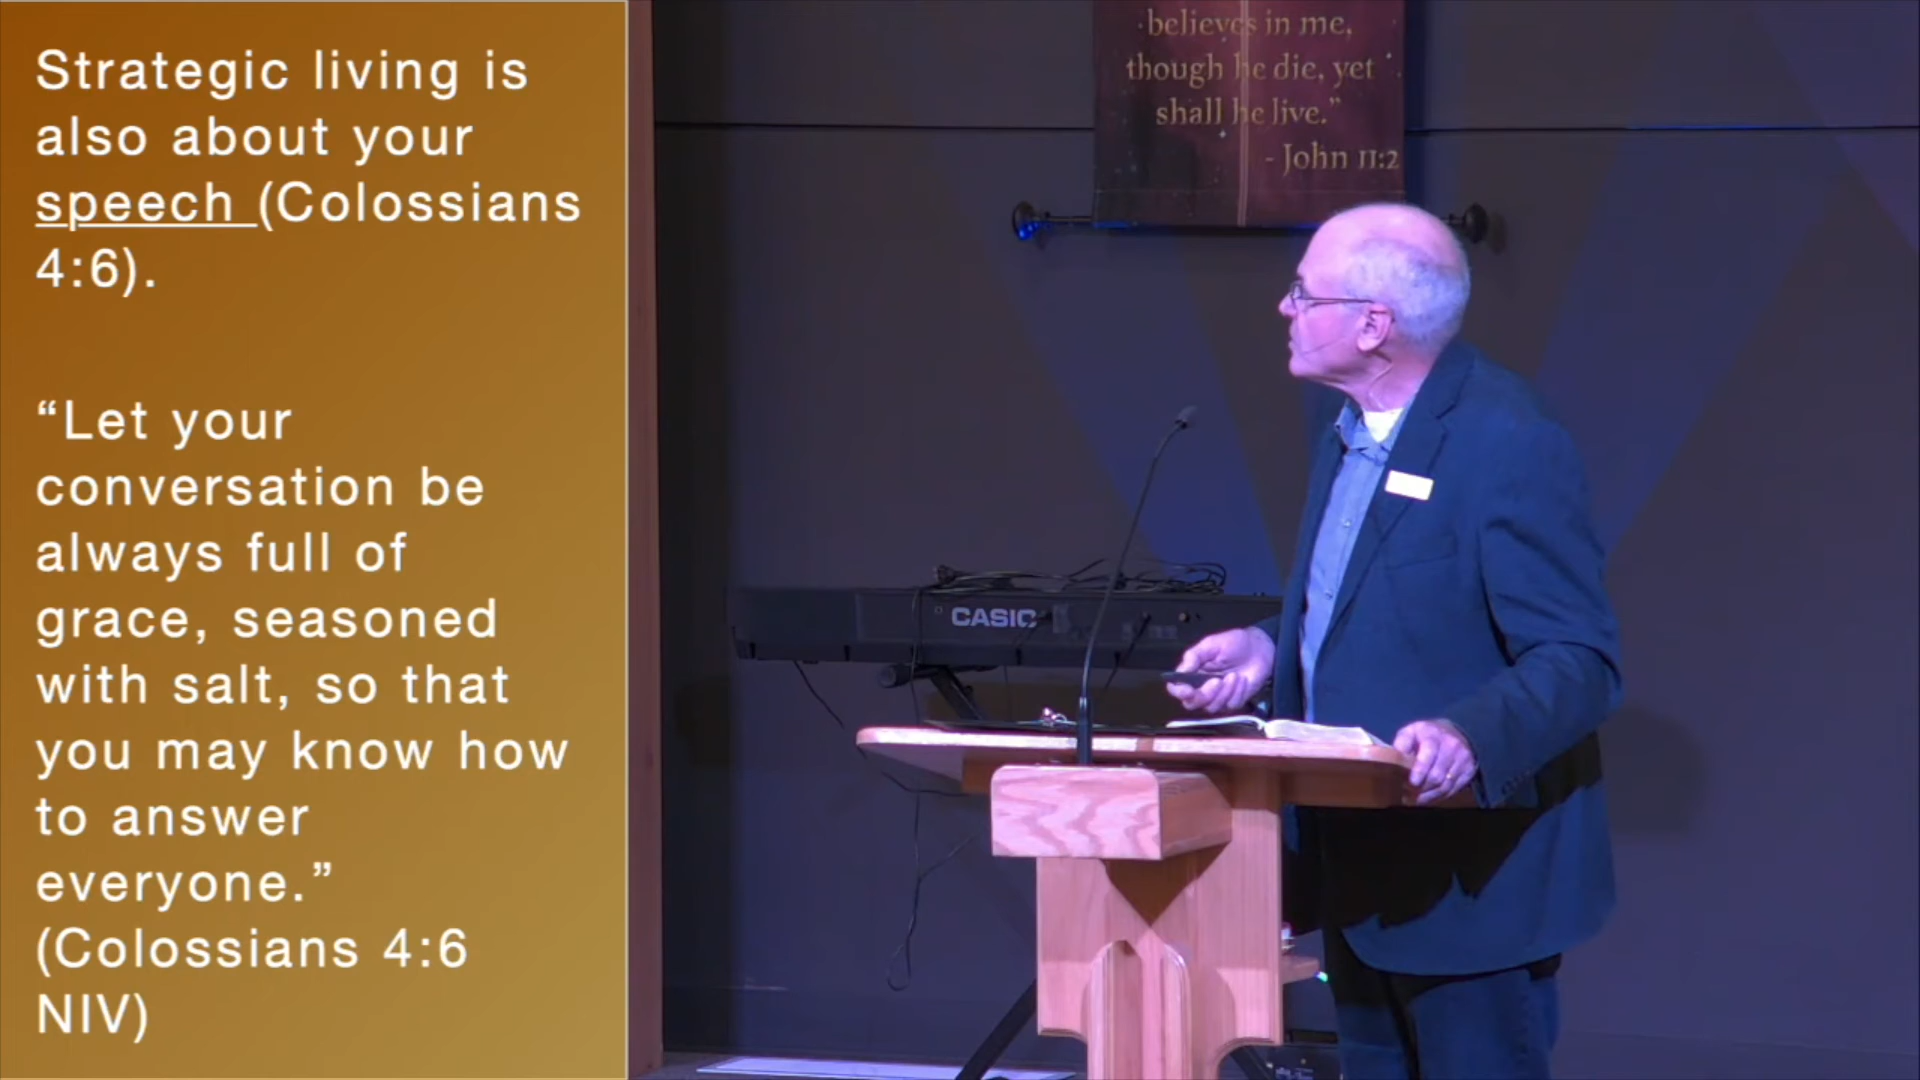 Strategic living is
also about your
speech (Colossians
4:6).
“Let your
conversation be
always full of
grace, seasoned
with salt, so that
you may know how
to answer
everyone.”
(Colossians 4:6
NIV)
believes in me,
though he die, yet
shall he live.”
- John 11:2
CASIO